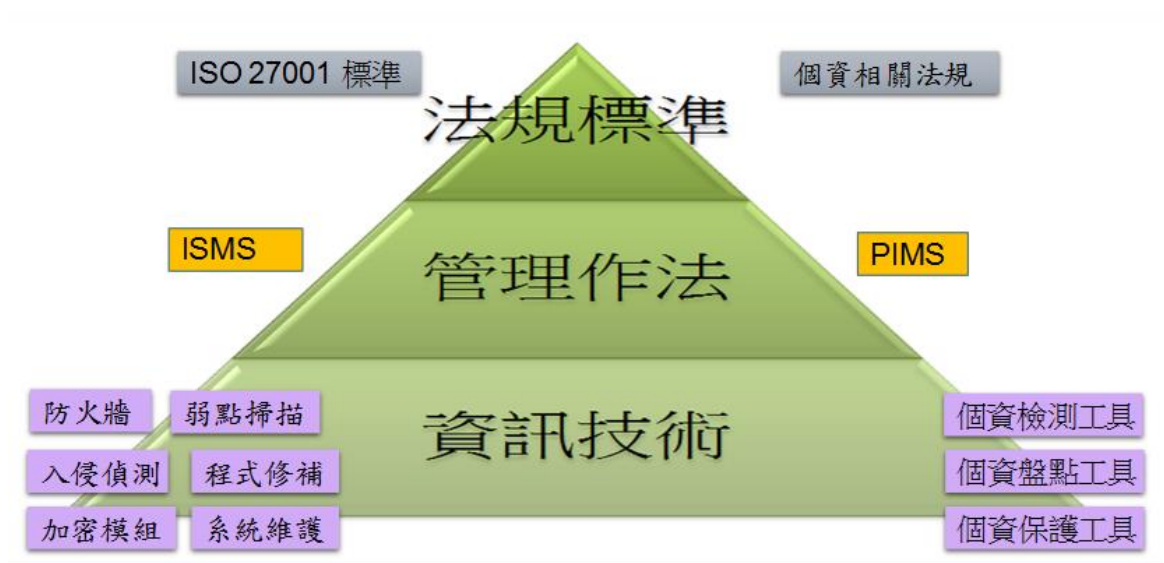 ISO 27001 標準
個資相關法規
法規標準
ISMS
管理作法
PIMS
資訊技術
防火牆
弱點掃描
入侵偵測
程式修補
加密模組
系統維護
個資檢測工具
個資盤點工具
個資保護工具